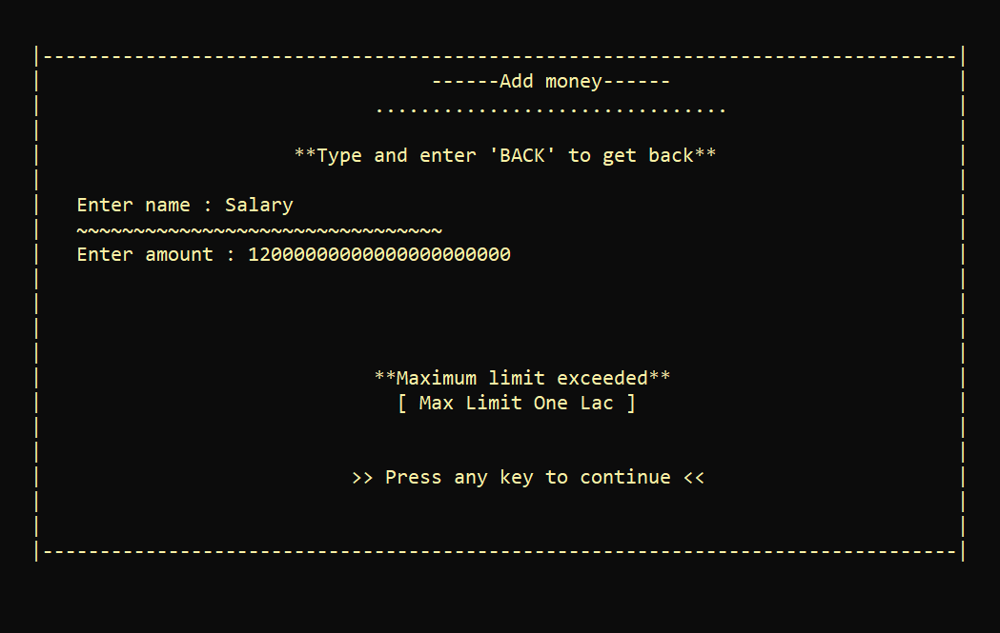 |--------------------------------------------------------------------------------|
------Add money------
...............................
**Type and enter 'BACK' to get back**
Enter name : Salary
~~~~~~~~~~~~~~~~~~~~~~~~~~~~~~~~
Enter amount : 12000000000000000000000
**Maximum limit exceeded**
[ Max Limit One Lac ]
>> Press any key to continue <<
|--------------------------------------------------------------------------------|